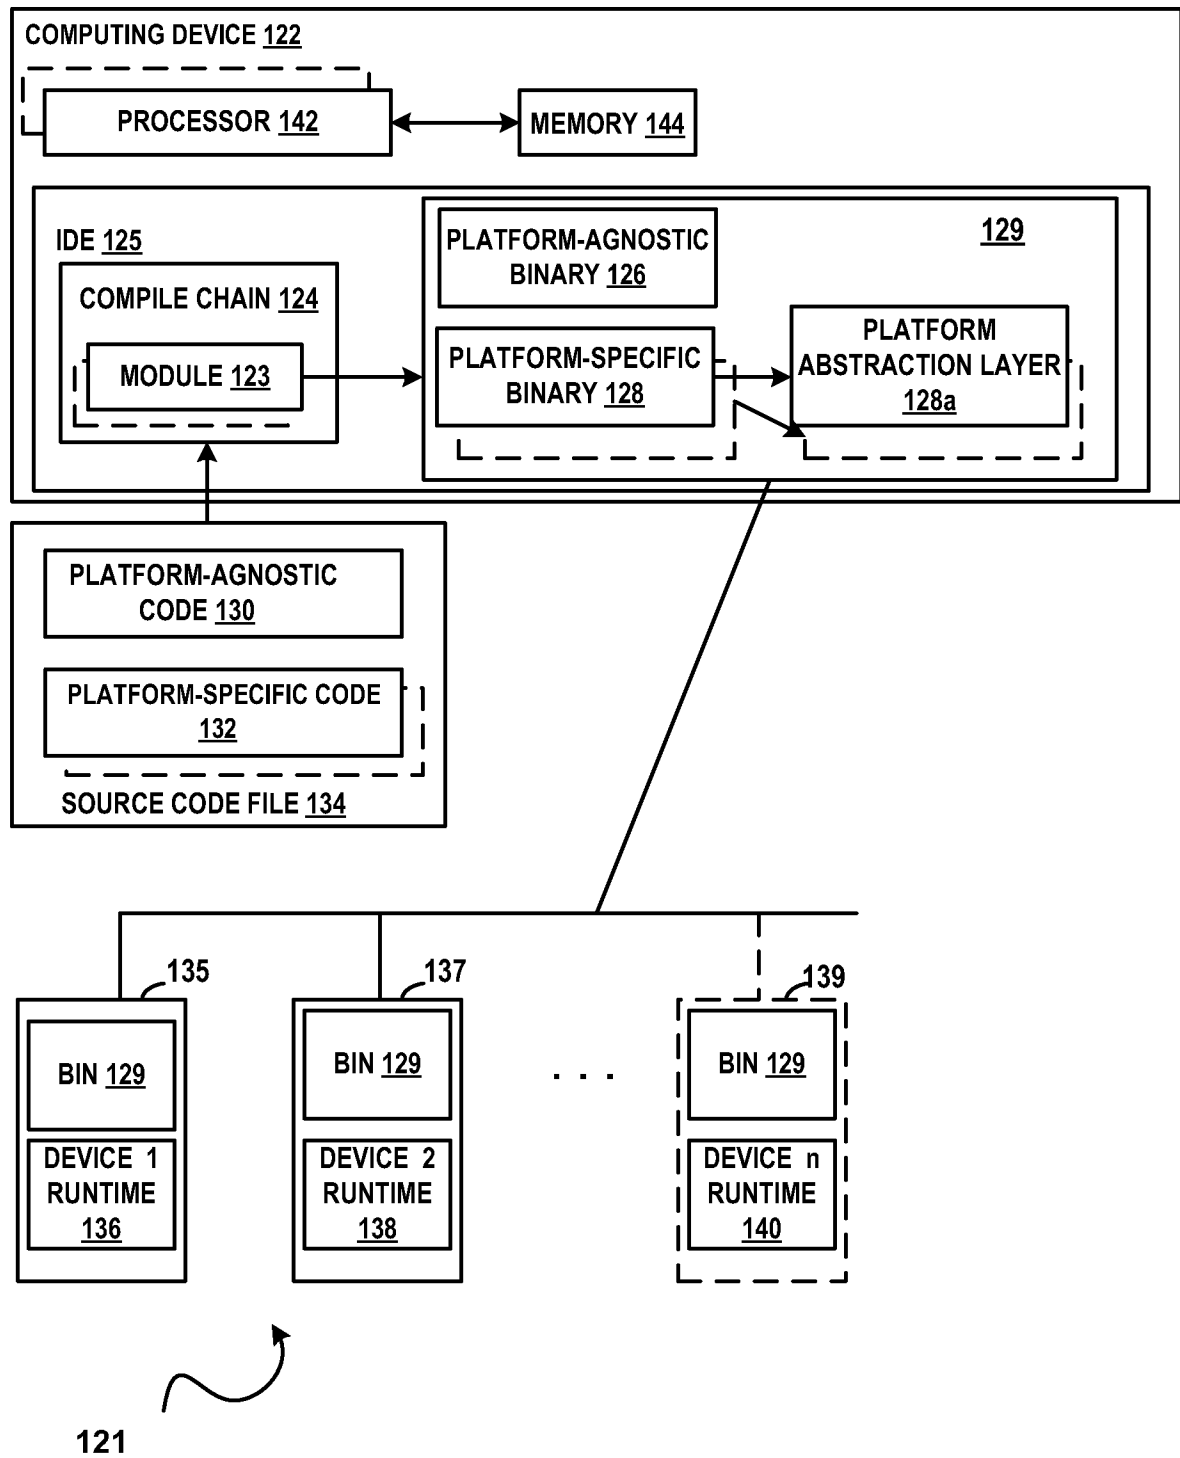 COMPUTING DEVICE 122
PROCESSOR 142
MEMORY 144
IDE 125
129
PLATFORM-AGNOSTIC
BINARY 126
COMPILE CHAIN 124
MODULE 123
PLATFORM-SPECIFIC
BINARY 128
PLATFORM
ABSTRACTION LAYER
128a
PLATFORM-AGNOSTIC
CODE 130
PLATFORM-SPECIFIC CODE
132
SOURCE CODE FILE 134
135
BIN 129
DEVICE 1
RUNTIME
136
137
BIN 129
DEVICE 2
RUNTIME
138
. . .
139
BIN 129
DEVICE n
RUNTIME
140
121